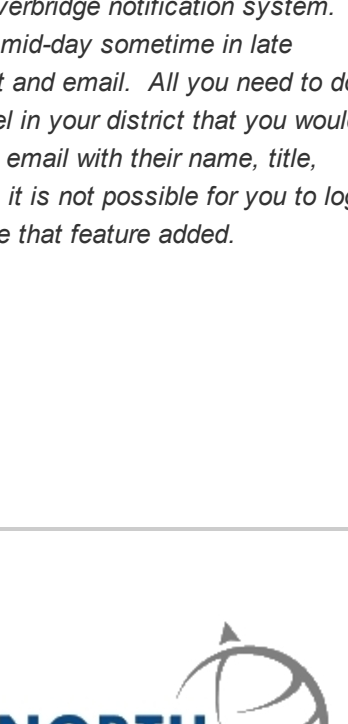 verbridge notification system.
mid-day sometime in late
t and email. All you need to do
el in your district that you would
email with their name, title,
it is not possible for you to log
e that feature added.
NORTH